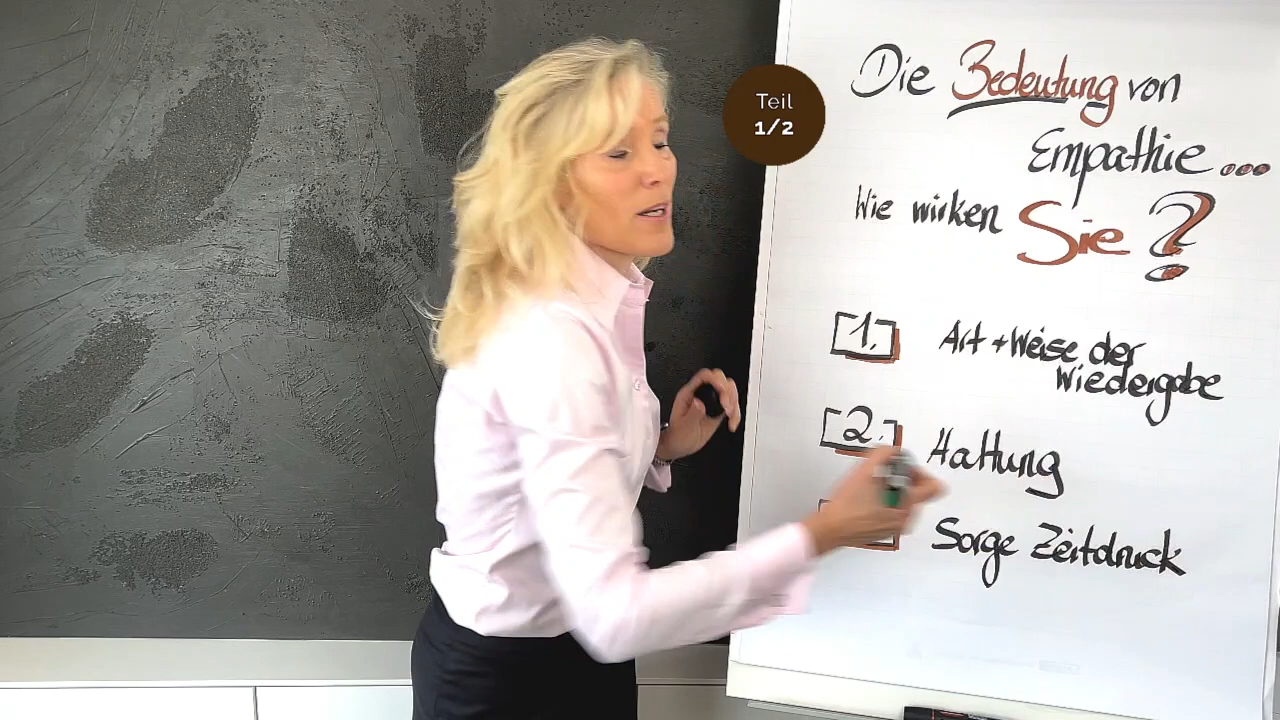 Teil
1/2
Die Bedeutung von
Empathie...
Wie wirken Sie?
1. Art + Weise der
Wiedergabe
2. Haltung
Sorge Zeitdruck